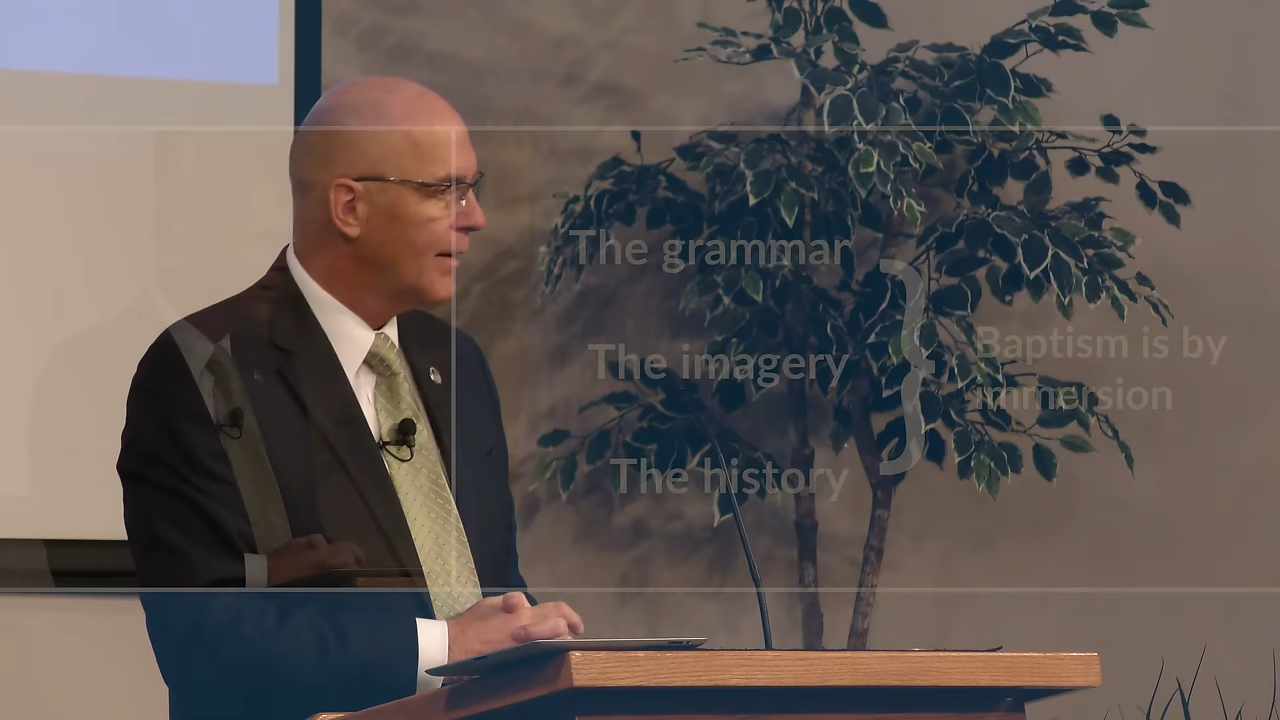 The grammar
The imagery
The history
Baptism is by
immersion